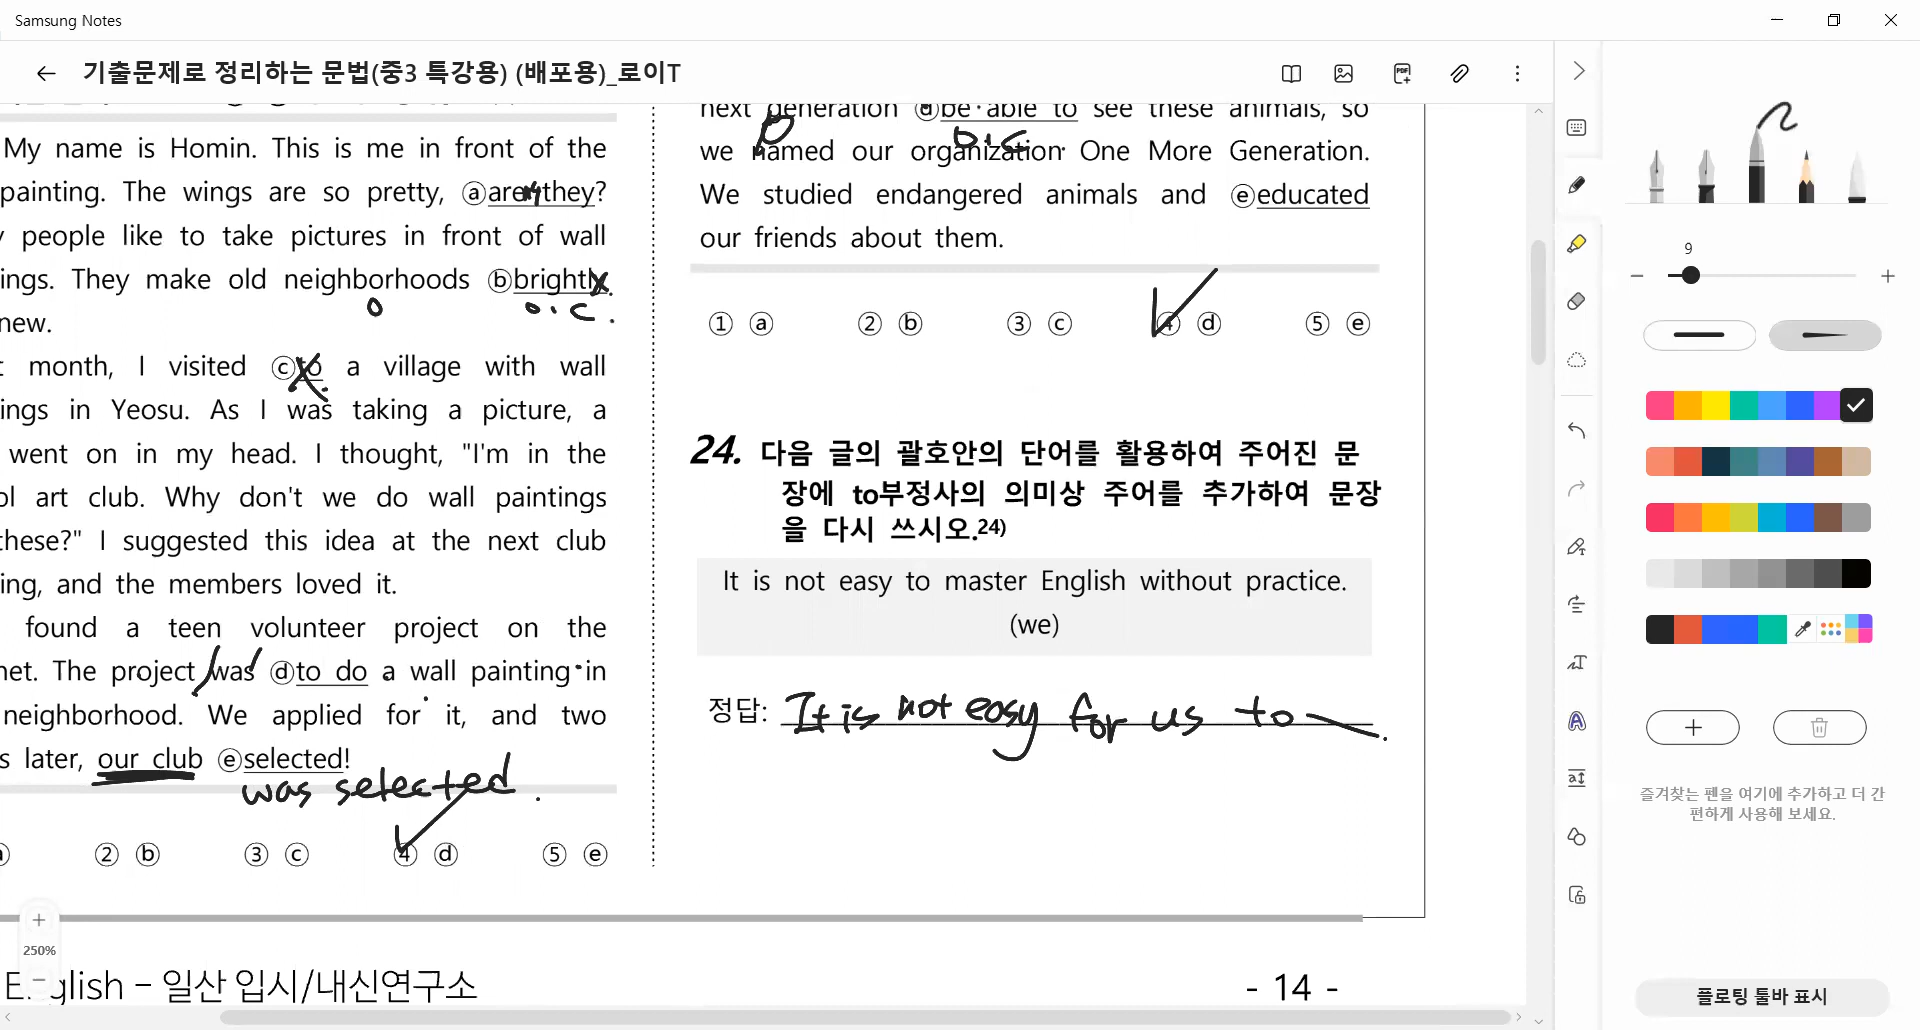 Samsung Notes
기출문제로 정리하는 문법(중3 특강용) (배포용)_로이T
My name is Homin. This is me in front of the
painting. The wings are so pretty, ⓐare they?
people like to take pictures in front of wall
ings. They make old neighborhoods ⓑbrightly
o o.c.
new.
month, I visited ⓒto a village with wall
ings in Yeosu. As I was taking a picture, a
went on in my head. I thought, "I'm in the
ol art club. Why don't we do wall paintings
these?" I suggested this idea at the next club
ing, and the members loved it.
found a teen volunteer project on the
net. The project was ⓓto do a wall painting in
neighborhood. We applied for it, and two
s later, our club ⓔselected!
was selected.
② ⓑ ③ ⓒ ④ ⓓ ⑤ ⓔ
English – 일산 입시/내신연구소
next generation ⓓbe able to see these animals, so
o o.c
we named our organization One More Generation.
We studied endangered animals and ⓔeducated
our friends about them.
① ⓐ ② ⓑ ③ ⓒ ④ ⓓ ⑤ ⓔ
24. 다음 글의 괄호안의 단어를 활용하여 주어진 문
장에 to부정사의 의미상 주어를 추가하여 문장
을 다시 쓰시오.24)
It is not easy to master English without practice.
(we)
정답: It is not easy for us to ~.
- 14 -
250%
9
즐겨찾는 펜을 여기에 추가하고 더 간
편하게 사용해 보세요.
플로팅 툴바 표시